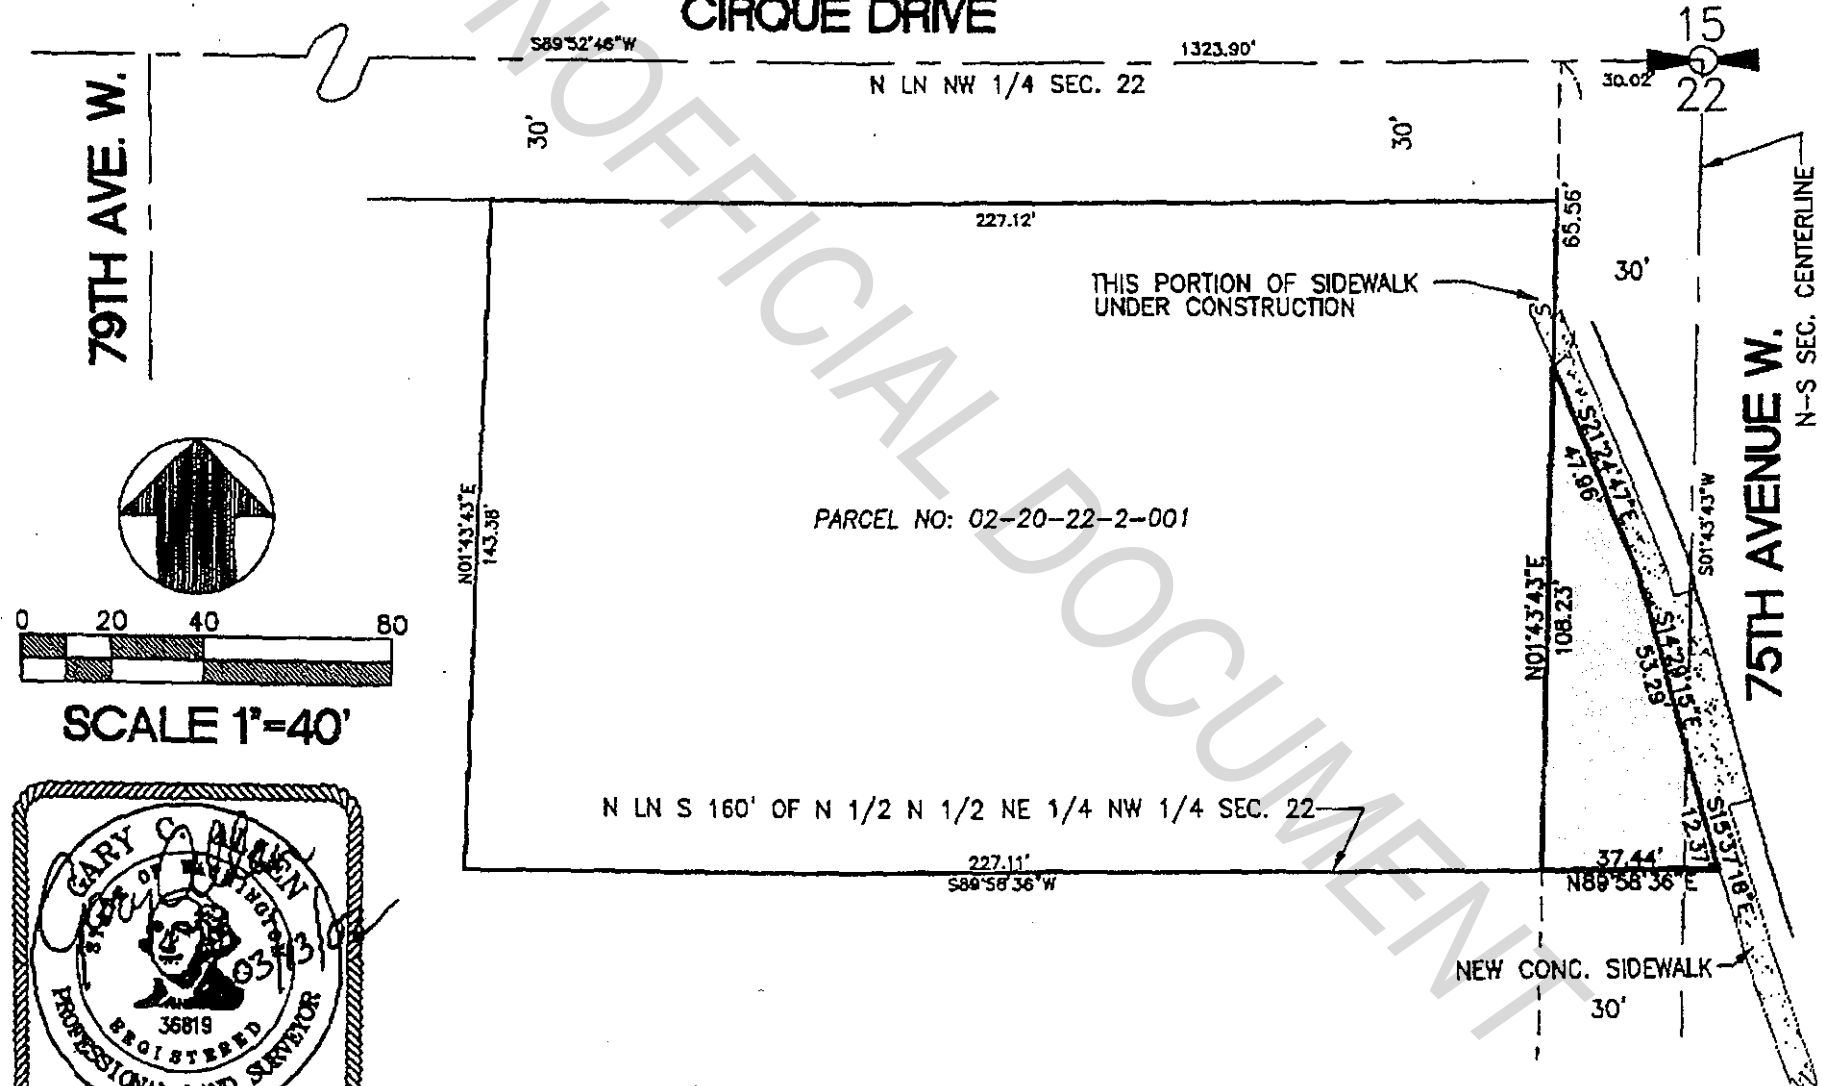 CIRQUE DRIVE
S89°52'46"W
1323.90'
15
N LN NW 1/4 SEC. 22
30.02'
22
30'
30'
79TH AVE. W.
227.12'
65.56'
30'
N-S SEC. CENTERLINE
THIS PORTION OF SIDEWALK
UNDER CONSTRUCTION
75TH AVENUE W.
S21°24'47"E
47.96'
N01°43'43"E
143.38'
PARCEL NO: 02-20-22-2-001
S01°43'43"W
N01°43'43"E
108.23'
0 20 40 80
SCALE 1"=40'
S14°29'15"E
53.29'
N LN S 160' OF N 1/2 N 1/2 NE 1/4 NW 1/4 SEC. 22
12.37'
S15°37'18"E
227.11'
S89°58'36"W
37.44'
N89°58'36"E
NEW CONC. SIDEWALK
30'
GARY C.
STATE OF WASHINGTON
36819
REGISTERED
PROFESSIONAL LAND SURVEYOR
NOFFICIAL DOCUMENT